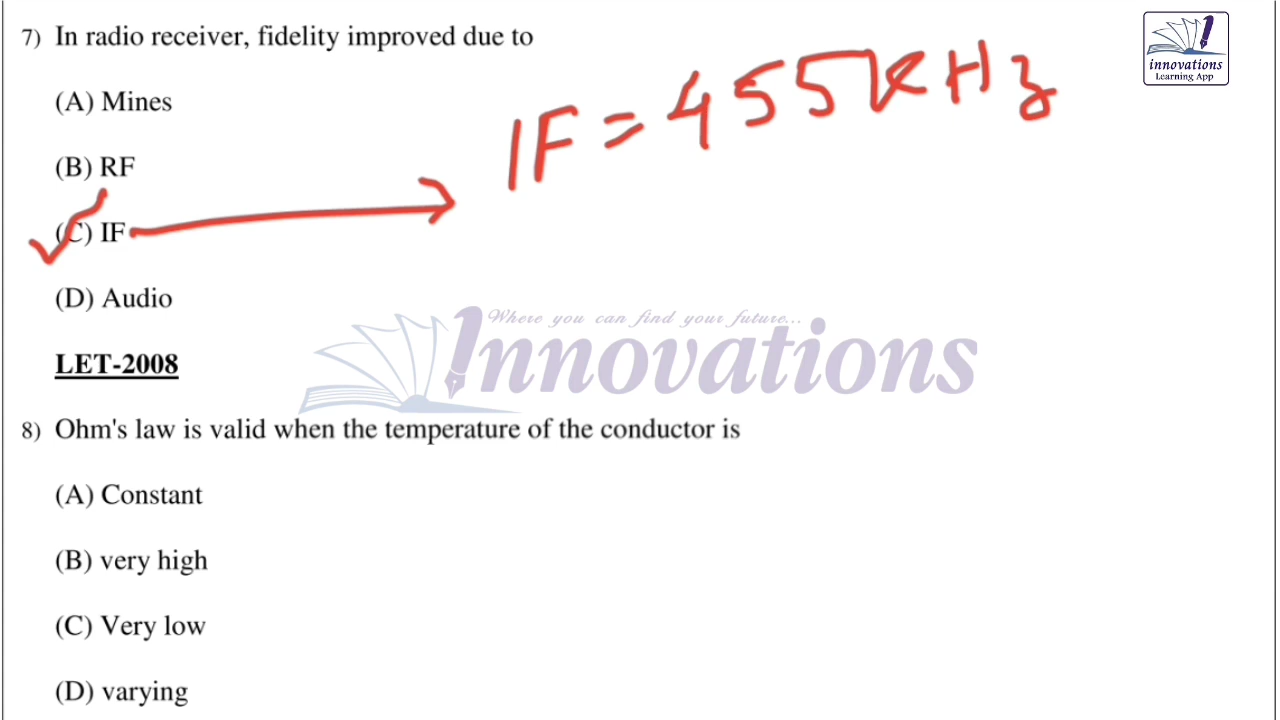 7) In radio receiver, fidelity improved due to
innovations
Learning App
(A) Mines
IF = 455KHz
(B) RF
(C) IF
(D) Audio
Where you can find your future...
Innovations
LET-2008
8) Ohm's law is valid when the temperature of the conductor is
(A) Constant
(B) very high
(C) Very low
(D) varying